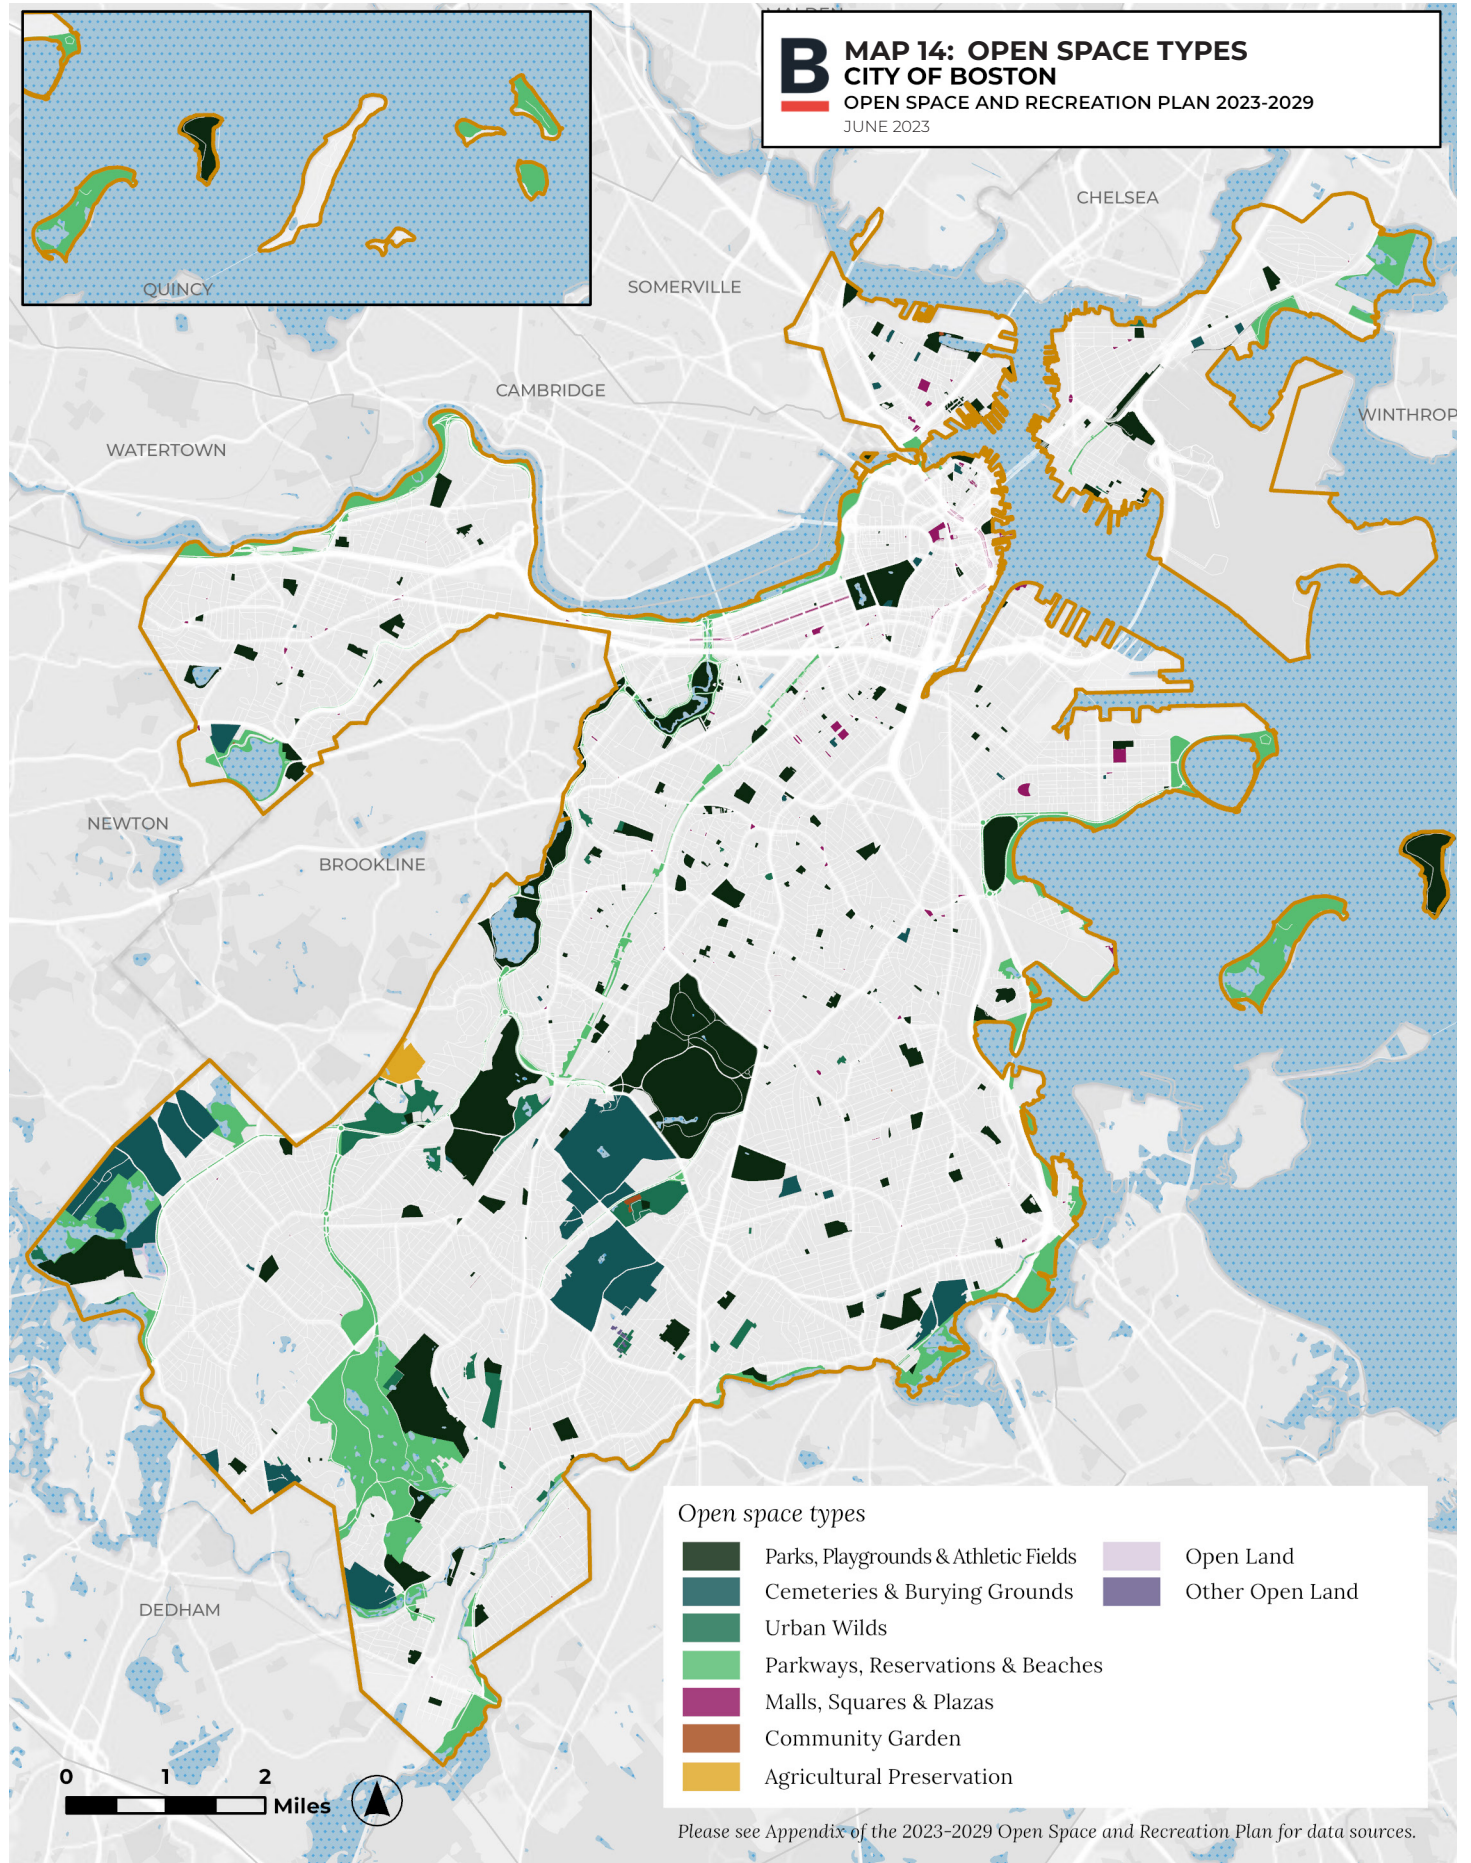 MAP 14: OPEN SPACE TYPES
B
CITY OF BOSTON
OPEN SPACE AND RECREATION PLAN 2023-2029
JUNE 2023
MALDEN
CHELSEA
QUINCY
SOMERVILLE
CAMBRIDGE
WINTHROP
WATERTOWN
NEWTON
BROOKLINE
DEDHAM
Open space types
Parks, Playgrounds & Athletic Fields
Cemeteries & Burying Grounds
Urban Wilds
Parkways, Reservations & Beaches
Malls, Squares & Plazas
Community Garden
Agricultural Preservation
Open Land
Other Open Land
0 1 2
Miles
Please see Appendix of the 2023-2029 Open Space and Recreation Plan for data sources.